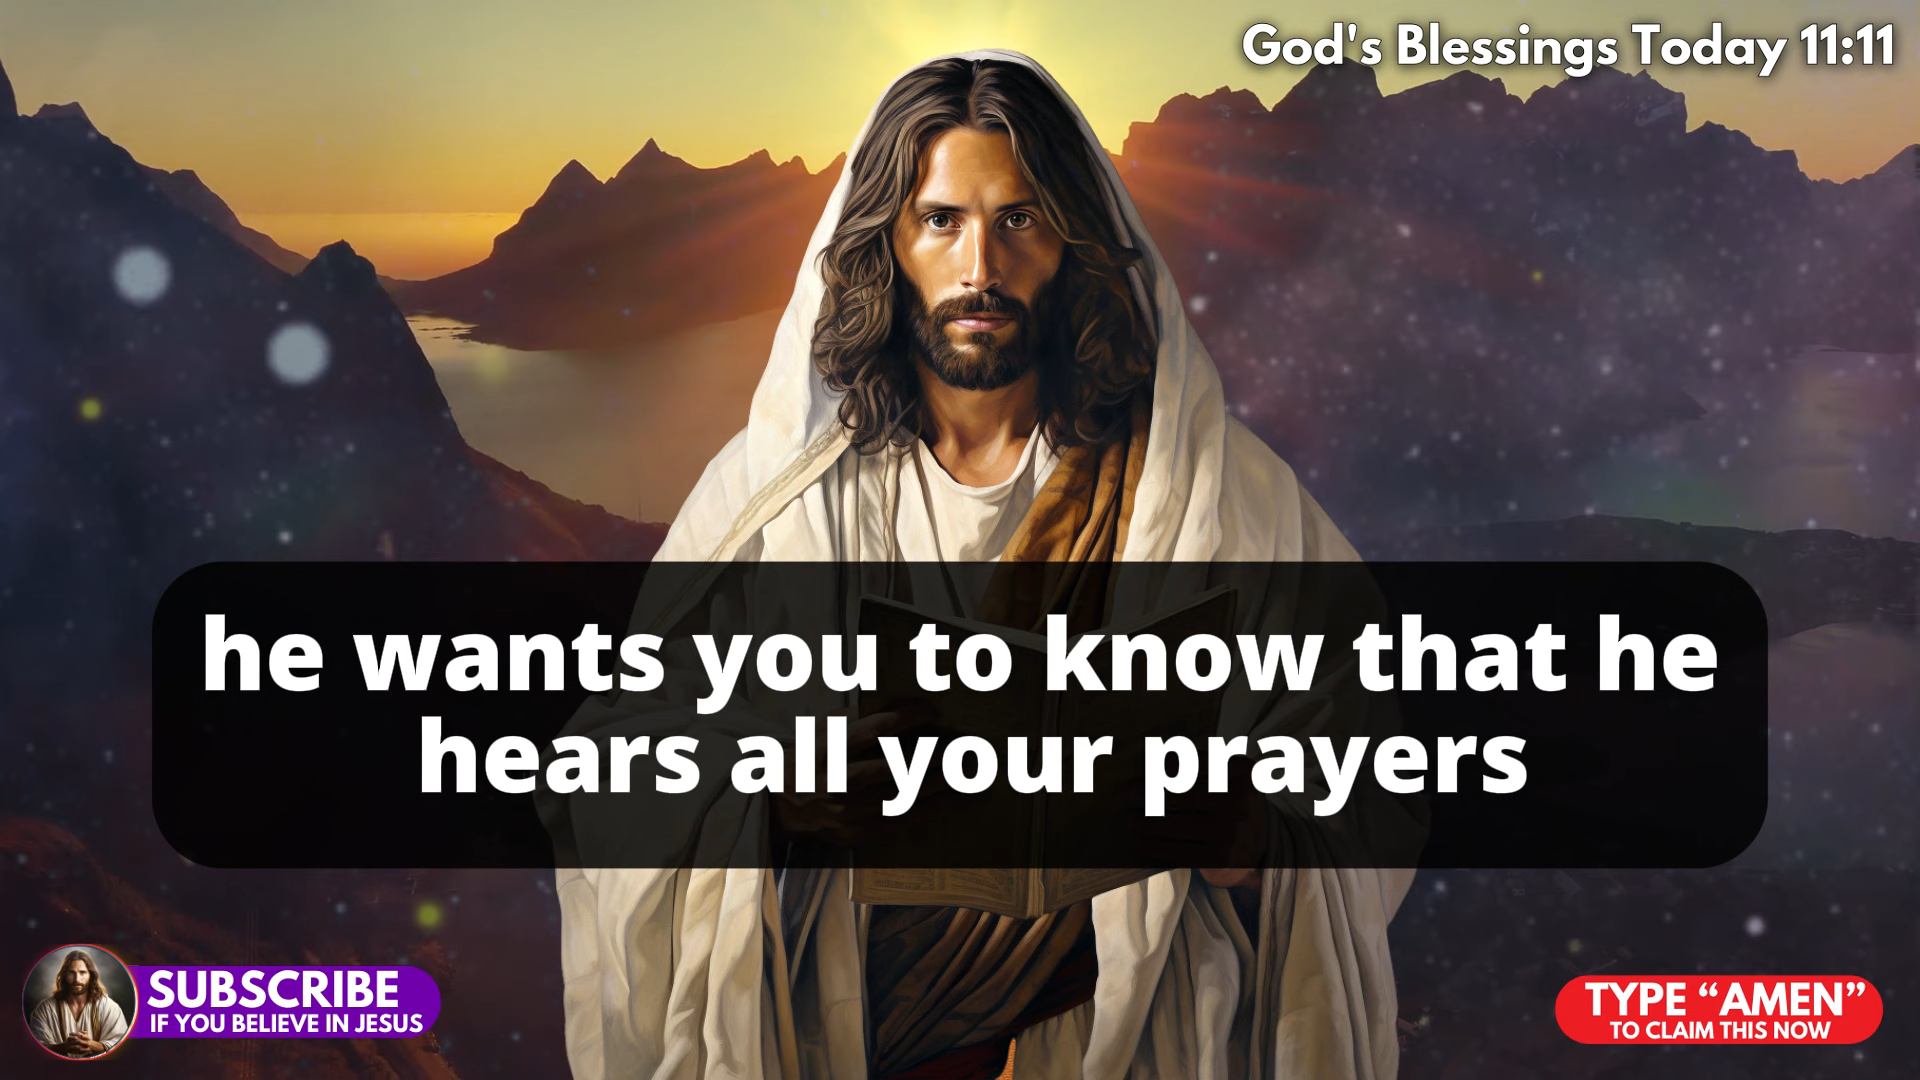 God's Blessings Today 11:11
he wants you to know that he
hears all your prayers
SUBSCRIBE
IF YOU BELIEVE IN JESUS
TYPE “AMEN”
TO CLAIM THIS NOW